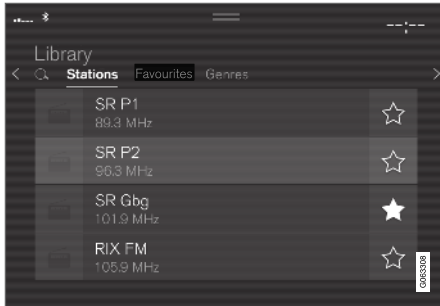 --:--
Library
Stations Favourites Genres
SR P1
89.3 MHz
SR P2
96.3 MHz
SR Gbg
101.9 MHz
RIX FM
105.9 MHz
G063308